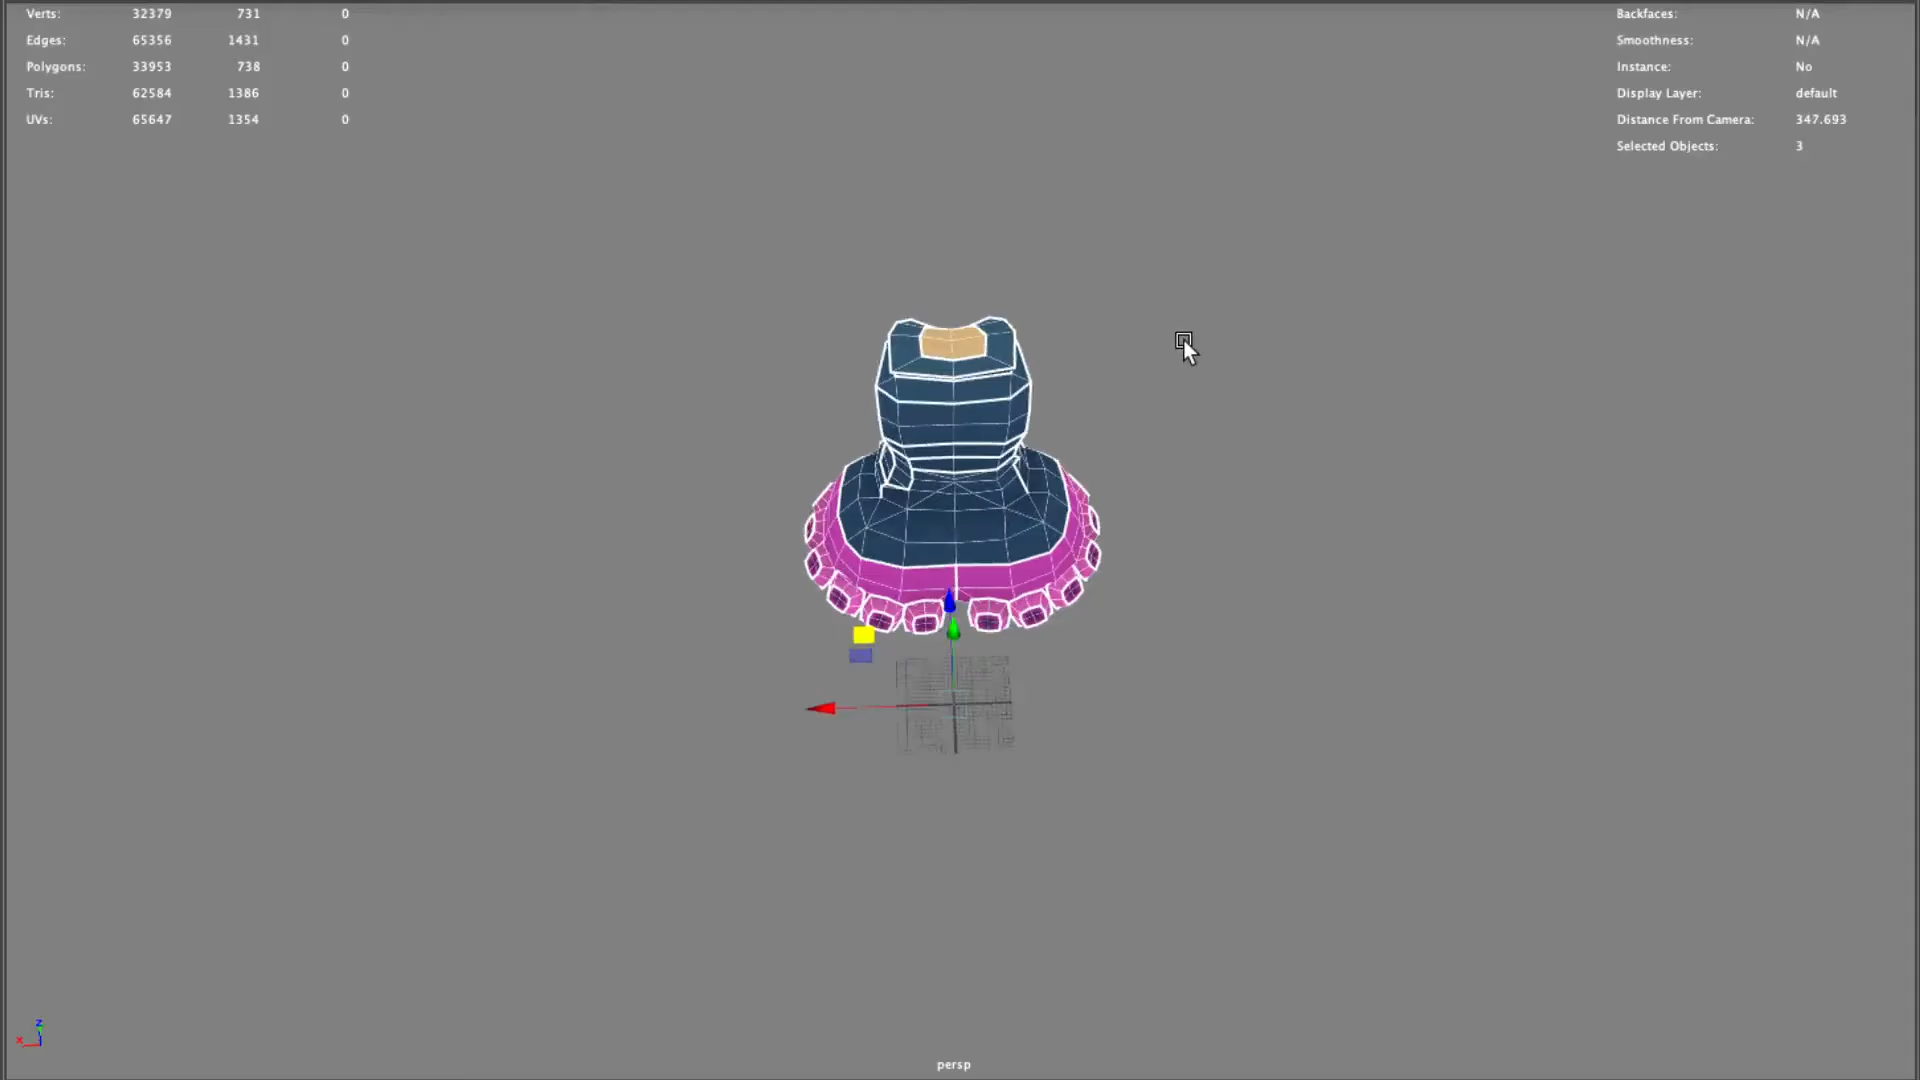 Verts: 32379 731 0
Edges: 65356 1431 0
Polygons: 33953 738 0
Tris: 62584 1386 0
UVs: 65647 1354 0
Backfaces: N/A
Smoothness: N/A
Instance: No
Display Layer: default
Distance From Camera: 347.693
Selected Objects: 3
z
x
persp